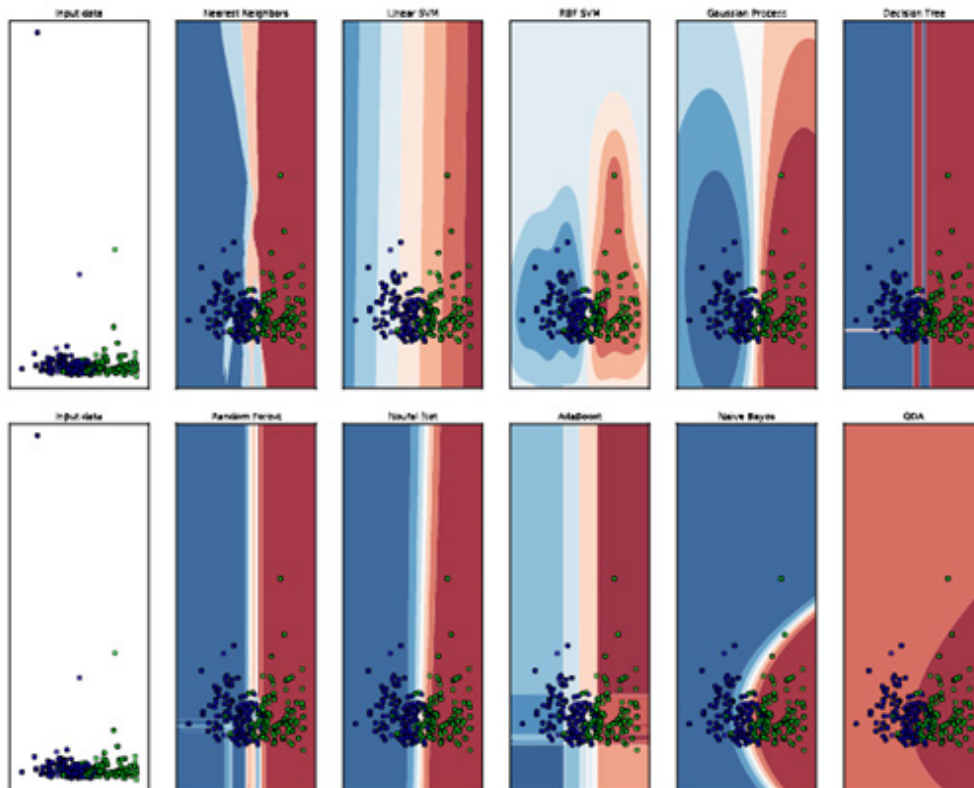 Input data
Nearest Neighbors
Linear SVM
RBF SVM
Gaussian Process
Decision Tree
Input data
Random Forest
Neural Net
AdaBoost
Naive Bayes
QDA